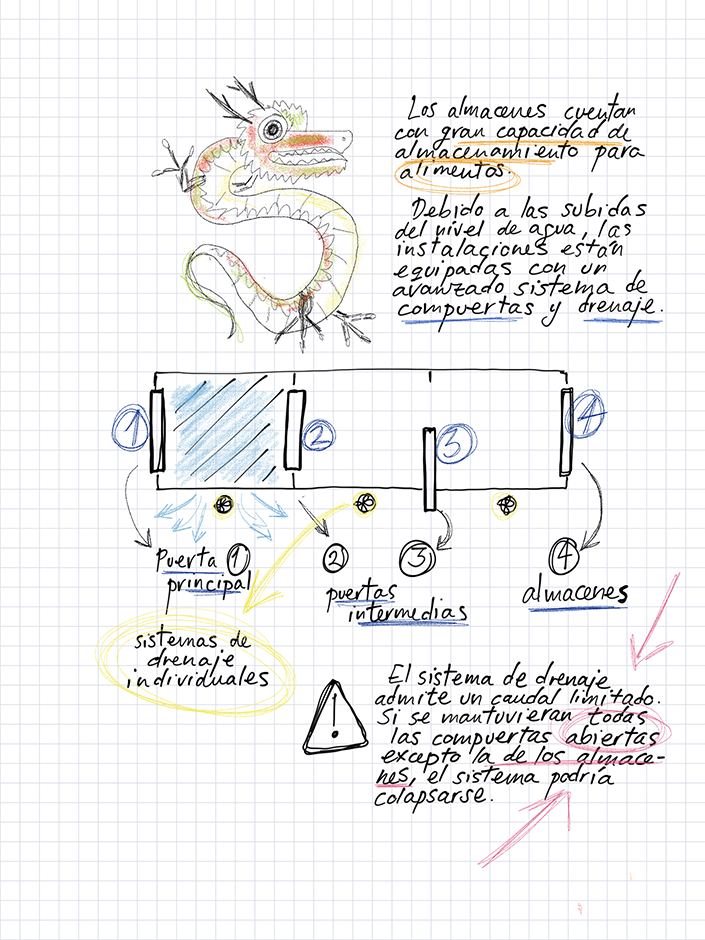 Los almacenes cuentan
con gran capacidad de
almacenamiento para
alimentos.
Debido a las subidas
del nivel de agua, las
instalaciones están
equipadas con un
avanzado sistema de
compuertas y drenaje.
1
2
3
4
puerta 1
principal
2
puertas
intermedias
3
4
almacenes
sistemas de
drenaje
individuales
El sistema de drenaje
admite un caudal limitado.
Si se mantuvieran todas
las compuertas abiertas
excepto la de los almace-
nes, el sistema podría
colapsarse.
!